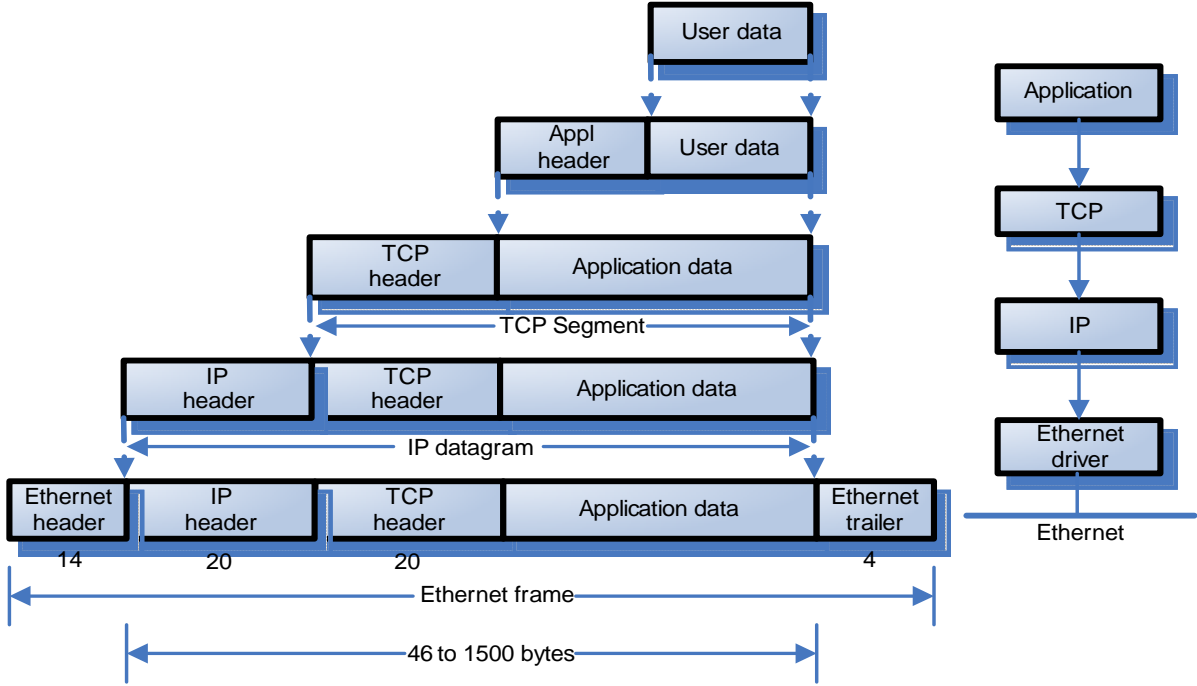 User data
Application
Appl
header
User data
TCP
TCP
header
Application data
TCP Segment
IP
IP
header
TCP
header
Application data
IP datagram
Ethernet
driver
Ethernet
header
IP
header
TCP
header
Application data
Ethernet
trailer
Ethernet
14
20
20
4
Ethernet frame
46 to 1500 bytes